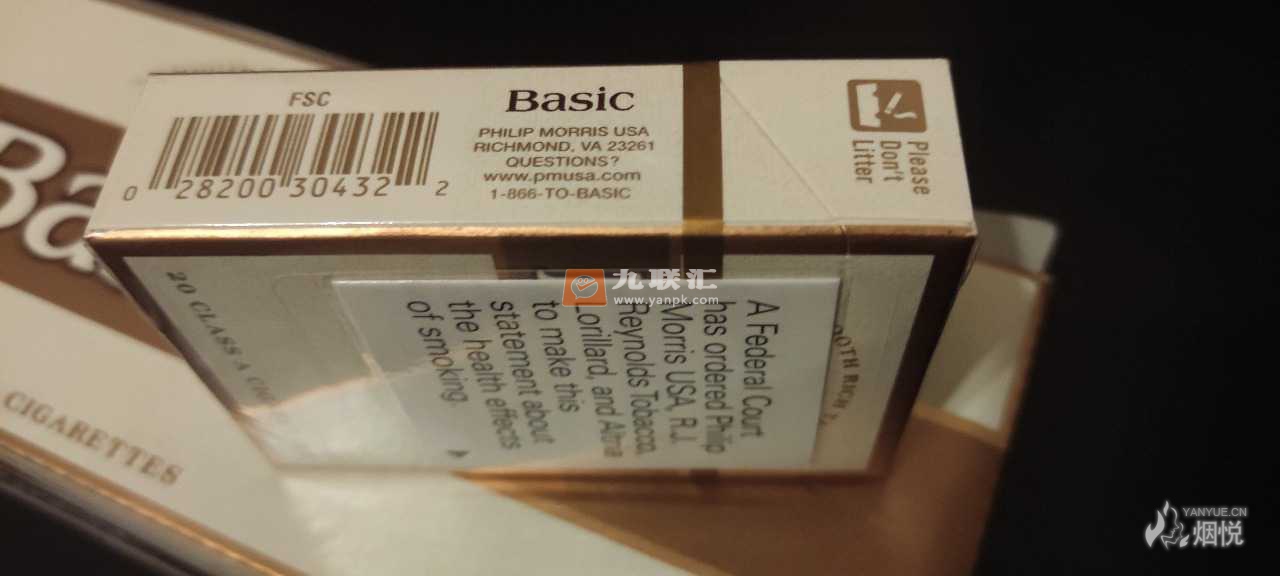 FSC
0 28200 30432 2
Basic
PHILIP MORRIS USA
RICHMOND, VA 23261
QUESTIONS?
www.pmusa.com
1-866-TO-BASIC
Please
Don't
Litter
20 CLASS A
A Federal Court
has ordered Philip
Morris USA, R.J.
Reynolds Tobacco,
Lorillard, and Altria
to make this
statement about
the health effects
of smoking.
RICH
Ba
CIGARETTES
九联汇
www.yanpk.com
YANYUE.CN
烟悦